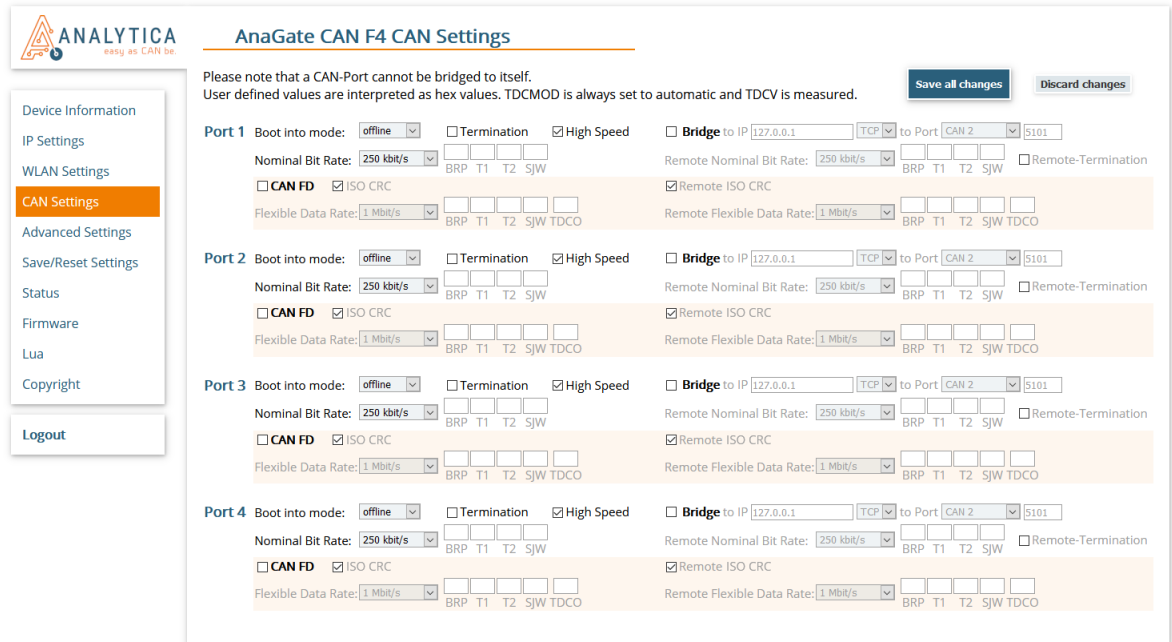 ANALYTICA
easy as CAN be.
AnaGate CAN F4 CAN Settings
Please note that a CAN-Port cannot be bridged to itself.
User defined values are interpreted as hex values. TDCMOD is always set to automatic and TDCV is measured.
Save all changes
Discard changes
Device Information
IP Settings
WLAN Settings
CAN Settings
Advanced Settings
Save/Reset Settings
Status
Firmware
Lua
Copyright
Logout
Port 1 Boot into mode: offline Termination High Speed Bridge to IP 127.0.0.1 TCP to Port CAN 2 5101
Nominal Bit Rate: 250 kbit/s Remote Nominal Bit Rate: 250 kbit/s Remote-Termination
BRP T1 T2 SJW BRP T1 T2 SJW
CAN FD ISO CRC Remote ISO CRC
Flexible Data Rate: 1 Mbit/s Remote Flexible Data Rate: 1 Mbit/s
BRP T1 T2 SJW TDCO BRP T1 T2 SJW TDCO
Port 2 Boot into mode: offline Termination High Speed Bridge to IP 127.0.0.1 TCP to Port CAN 2 5101
Nominal Bit Rate: 250 kbit/s Remote Nominal Bit Rate: 250 kbit/s Remote-Termination
BRP T1 T2 SJW BRP T1 T2 SJW
CAN FD ISO CRC Remote ISO CRC
Flexible Data Rate: 1 Mbit/s Remote Flexible Data Rate: 1 Mbit/s
BRP T1 T2 SJW TDCO BRP T1 T2 SJW TDCO
Port 3 Boot into mode: offline Termination High Speed Bridge to IP 127.0.0.1 TCP to Port CAN 2 5101
Nominal Bit Rate: 250 kbit/s Remote Nominal Bit Rate: 250 kbit/s Remote-Termination
BRP T1 T2 SJW BRP T1 T2 SJW
CAN FD ISO CRC Remote ISO CRC
Flexible Data Rate: 1 Mbit/s Remote Flexible Data Rate: 1 Mbit/s
BRP T1 T2 SJW TDCO BRP T1 T2 SJW TDCO
Port 4 Boot into mode: offline Termination High Speed Bridge to IP 127.0.0.1 TCP to Port CAN 2 5101
Nominal Bit Rate: 250 kbit/s Remote Nominal Bit Rate: 250 kbit/s Remote-Termination
BRP T1 T2 SJW BRP T1 T2 SJW
CAN FD ISO CRC Remote ISO CRC
Flexible Data Rate: 1 Mbit/s Remote Flexible Data Rate: 1 Mbit/s
BRP T1 T2 SJW TDCO BRP T1 T2 SJW TDCO